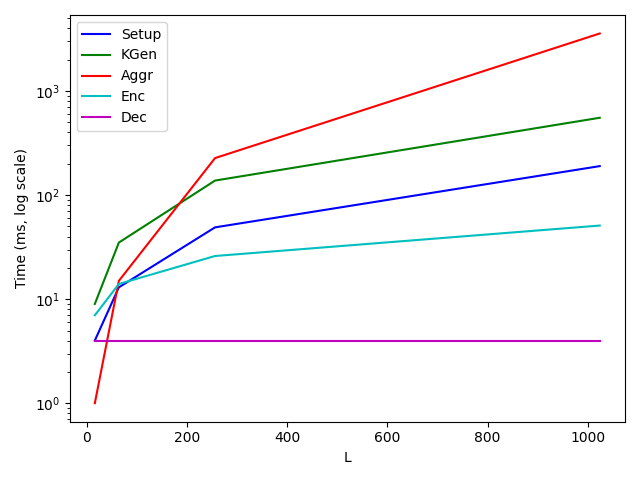 Setup
KGen
Aggr
Enc
Dec
Time (ms, log scale)
10³
10²
10¹
10⁰
0 200 400 600 800 1000
L